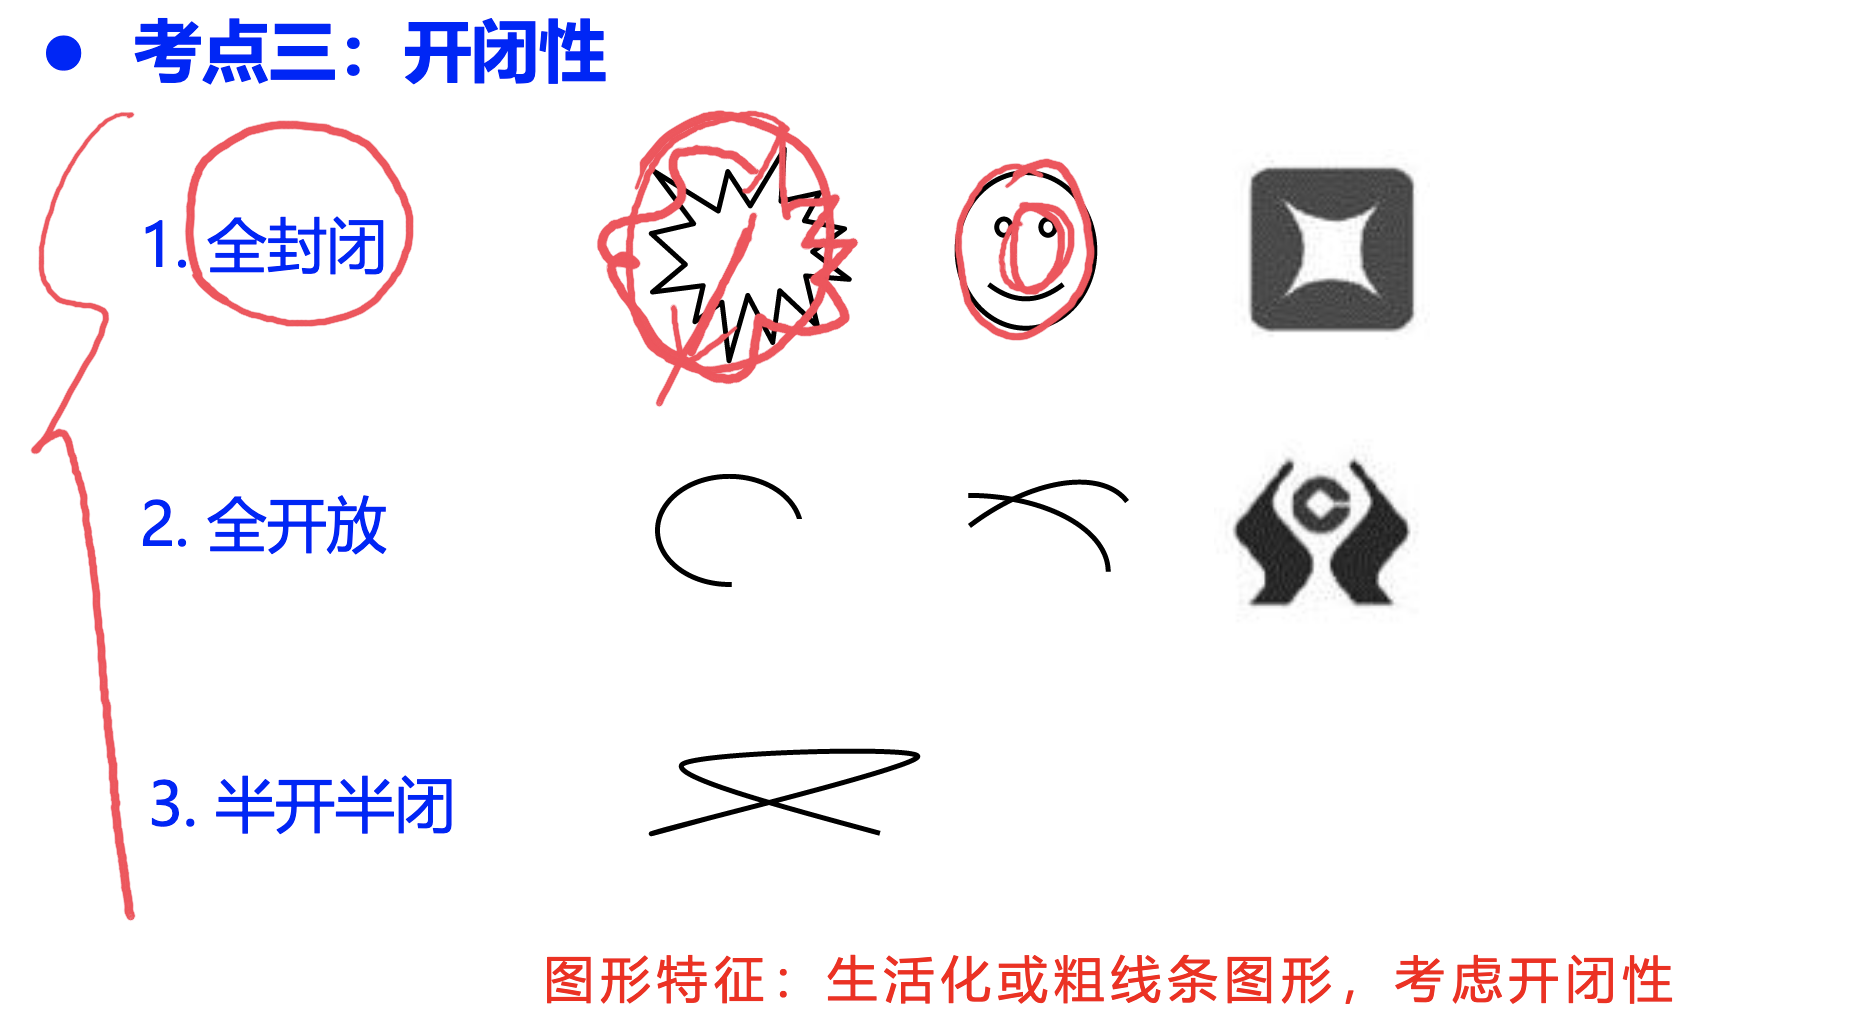 ● 考点三：开闭性
1. 全封闭
2. 全开放
3. 半开半闭
图形特征：生活化或粗线条图形，考虑开闭性